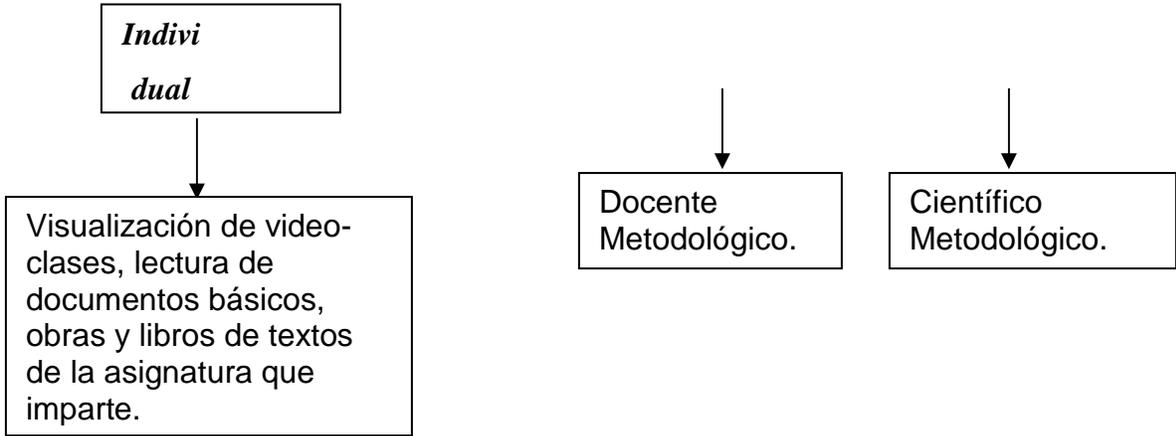 Indivi
dual
Visualización de video-
clases, lectura de
documentos básicos,
obras y libros de textos
de la asignatura que
imparte.
Docente
Metodológico.
Científico
Metodológico.